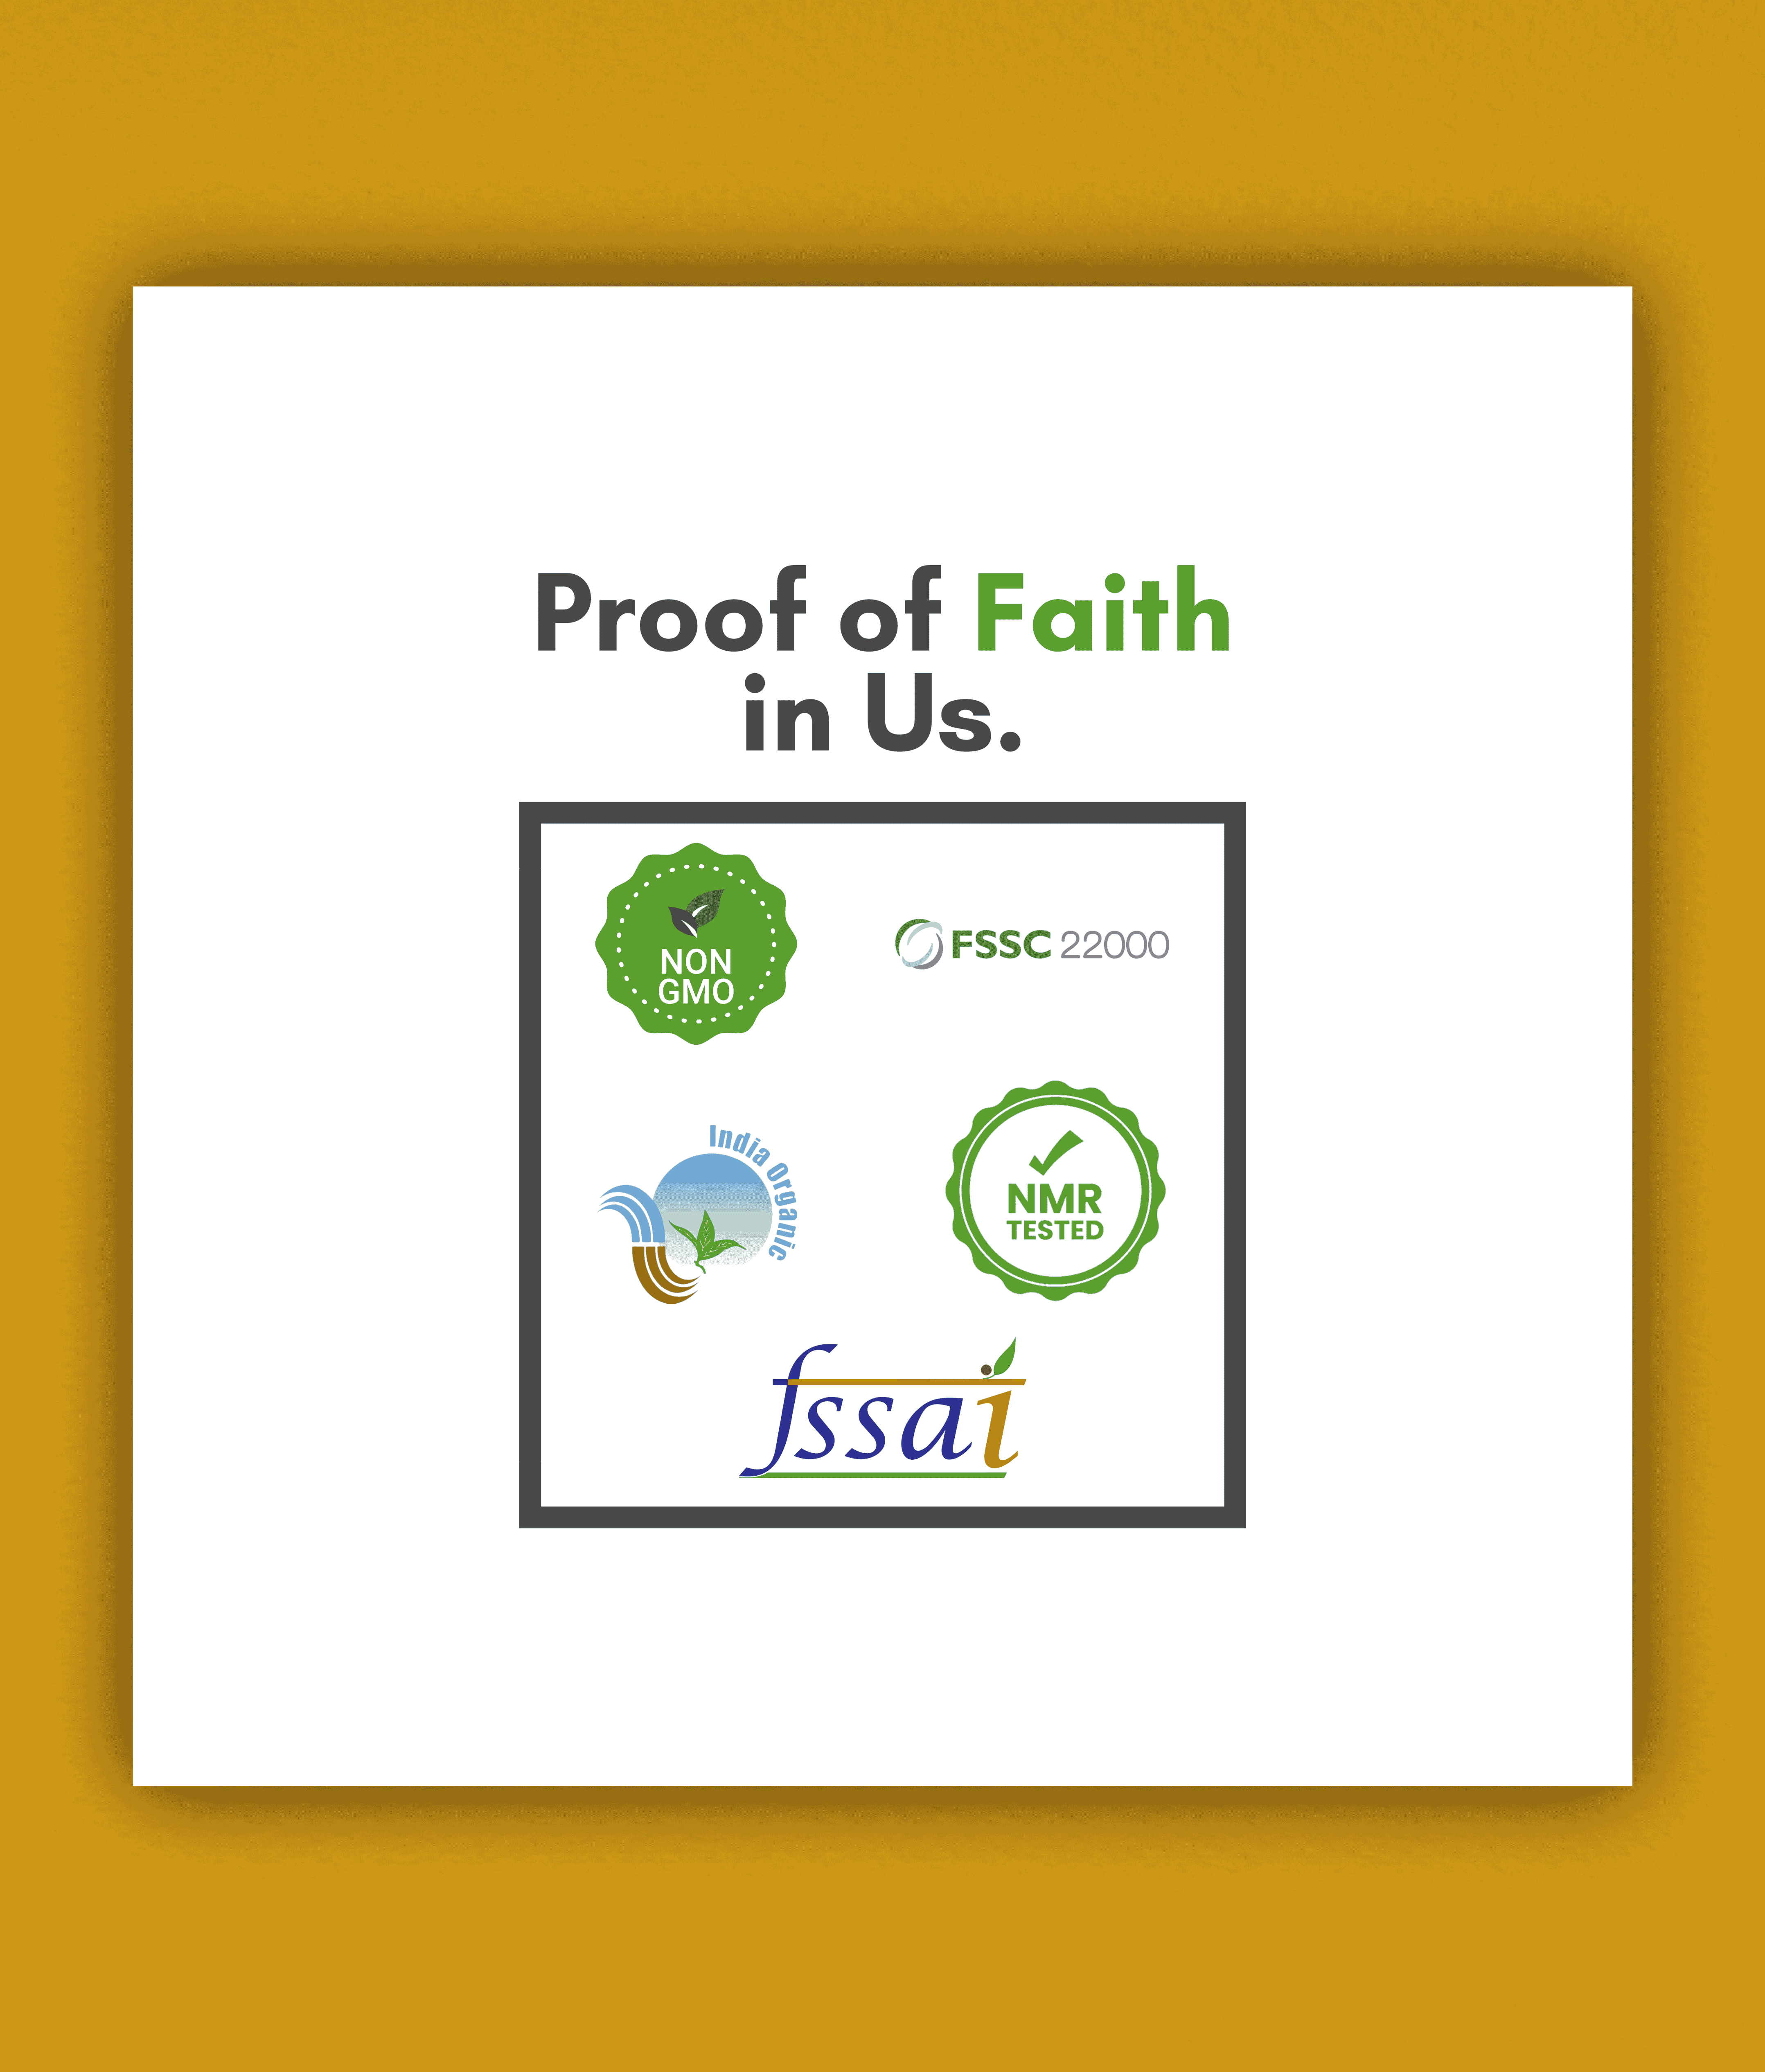 Proof of Faith
in Us.
NON
GMO
FSSC 22000
India Organic
NMR
TESTED
fssai